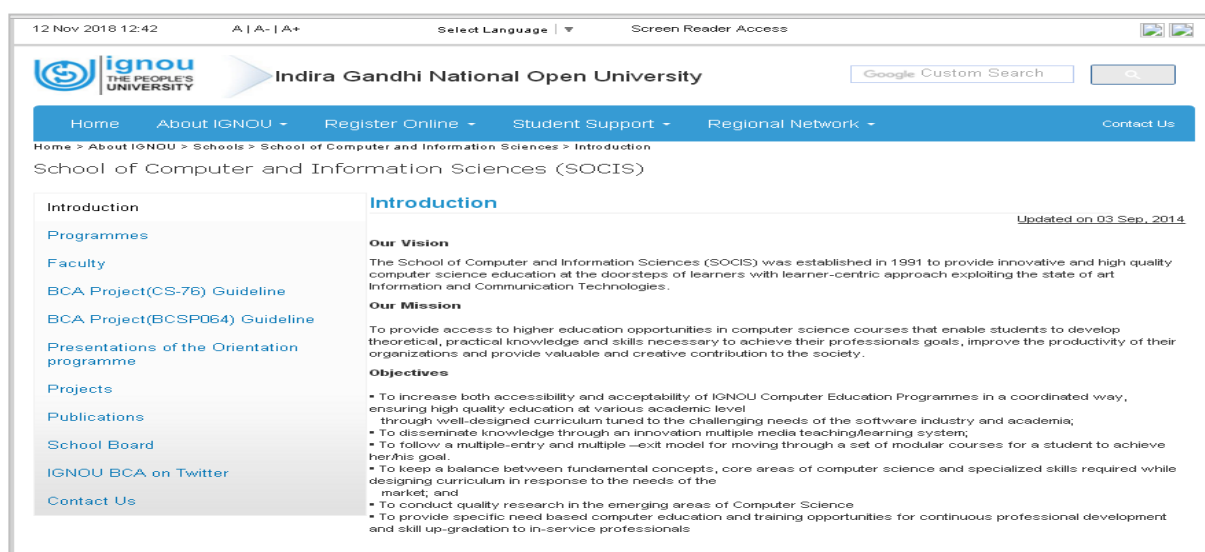 12 Nov 2018 12:42 A | A- | A+ Select Language ▼ Screen Reader Access
ignou
THE PEOPLE'S
UNIVERSITY
Indira Gandhi National Open University
Google Custom Search
Home About IGNOU Register Online Student Support Regional Network Contact Us
Home > About IGNOU > Schools > School of Computer and Information Sciences > Introduction
School of Computer and Information Sciences (SOCIS)
Introduction
Programmes
Faculty
BCA Project(CS-76) Guideline
BCA Project(BCSP064) Guideline
Presentations of the Orientation
programme
Projects
Publications
School Board
IGNOU BCA on Twitter
Contact Us
Introduction
Updated on 03 Sep, 2014
Our Vision
The School of Computer and Information Sciences (SOCIS) was established in 1991 to provide innovative and high quality
computer science education at the doorsteps of learners with learner-centric approach exploiting the state of art
Information and Communication Technologies.
Our Mission
To provide access to higher education opportunities in computer science courses that enable students to develop
theoretical, practical knowledge and skills necessary to achieve their professionals goals, improve the productivity of their
organizations and provide valuable and creative contribution to the society.
Objectives
▪ To increase both accessibility and acceptability of IGNOU Computer Education Programmes in a coordinated way,
ensuring high quality education at various academic level
through well-designed curriculum tuned to the challenging needs of the software industry and academia;
▪ To disseminate knowledge through an innovation multiple media teaching/learning system;
▪ To follow a multiple-entry and multiple –exit model for moving through a set of modular courses for a student to achieve
her/his goal.
▪ To keep a balance between fundamental concepts, core areas of computer science and specialized skills required while
designing curriculum in response to the needs of the
market; and
▪ To conduct quality research in the emerging areas of Computer Science
▪ To provide specific need based computer education and training opportunities for continuous professional development
and skill up-gradation to in-service professionals